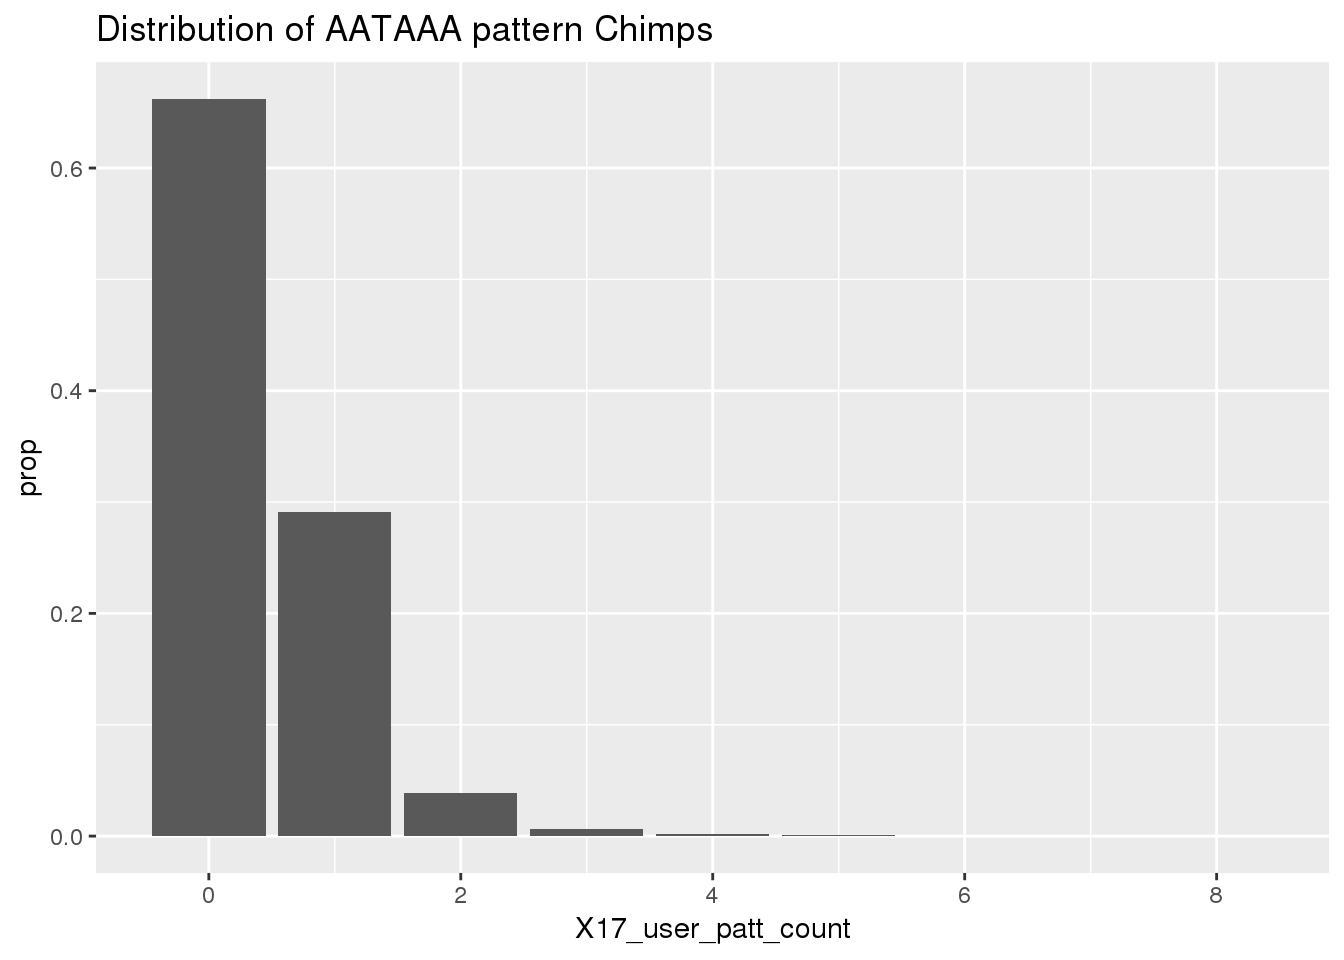 Distribution of AATAAA pattern Chimps
0.6
0.4
0.2
0.0
prop
0 2 4 6 8
X17_user_patt_count